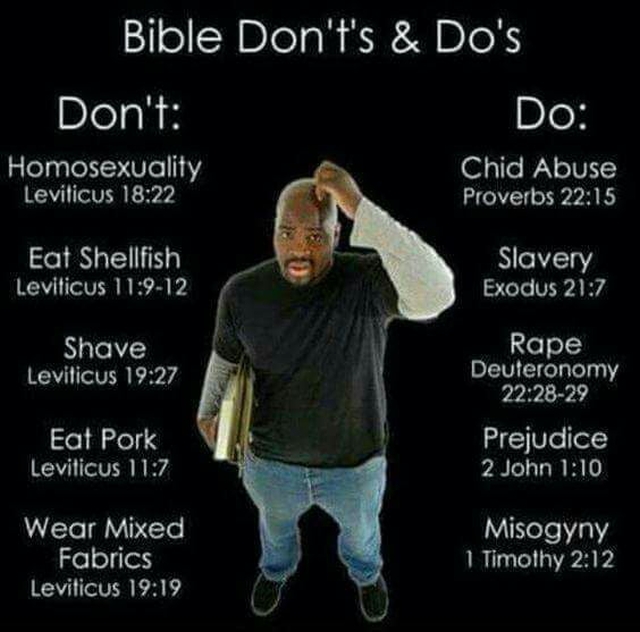 Bible Don't's & Do's
Don't:
Homosexuality
Leviticus 18:22
Eat Shellfish
Leviticus 11:9-12
Shave
Leviticus 19:27
Eat Pork
Leviticus 11:7
Wear Mixed
Fabrics
Leviticus 19:19
Do:
Chid Abuse
Proverbs 22:15
Slavery
Exodus 21:7
Rape
Deuteronomy
22:28-29
Prejudice
2 John 1:10
Misogyny
1 Timothy 2:12